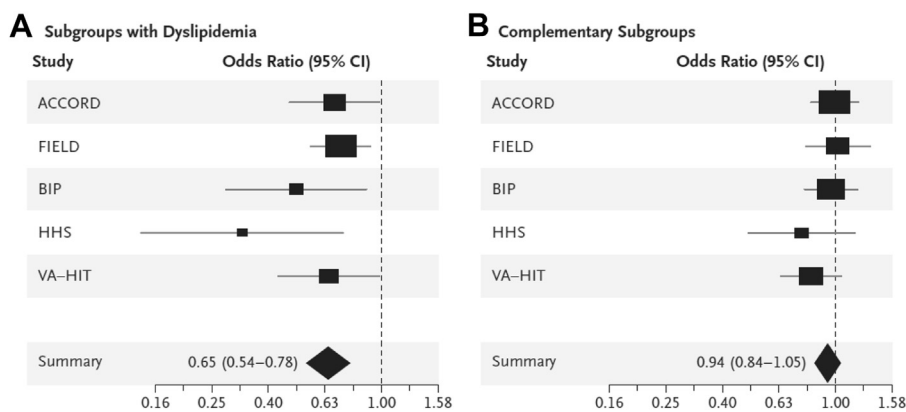 A Subgroups with Dyslipidemia
Study Odds Ratio (95% CI)
ACCORD
FIELD
BIP
HHS
VA–HIT
Summary 0.65 (0.54–0.78)
0.16 0.25 0.40 0.63 1.00 1.58
B Complementary Subgroups
Study Odds Ratio (95% CI)
ACCORD
FIELD
BIP
HHS
VA–HIT
Summary 0.94 (0.84–1.05)
0.16 0.25 0.40 0.63 1.00 1.58